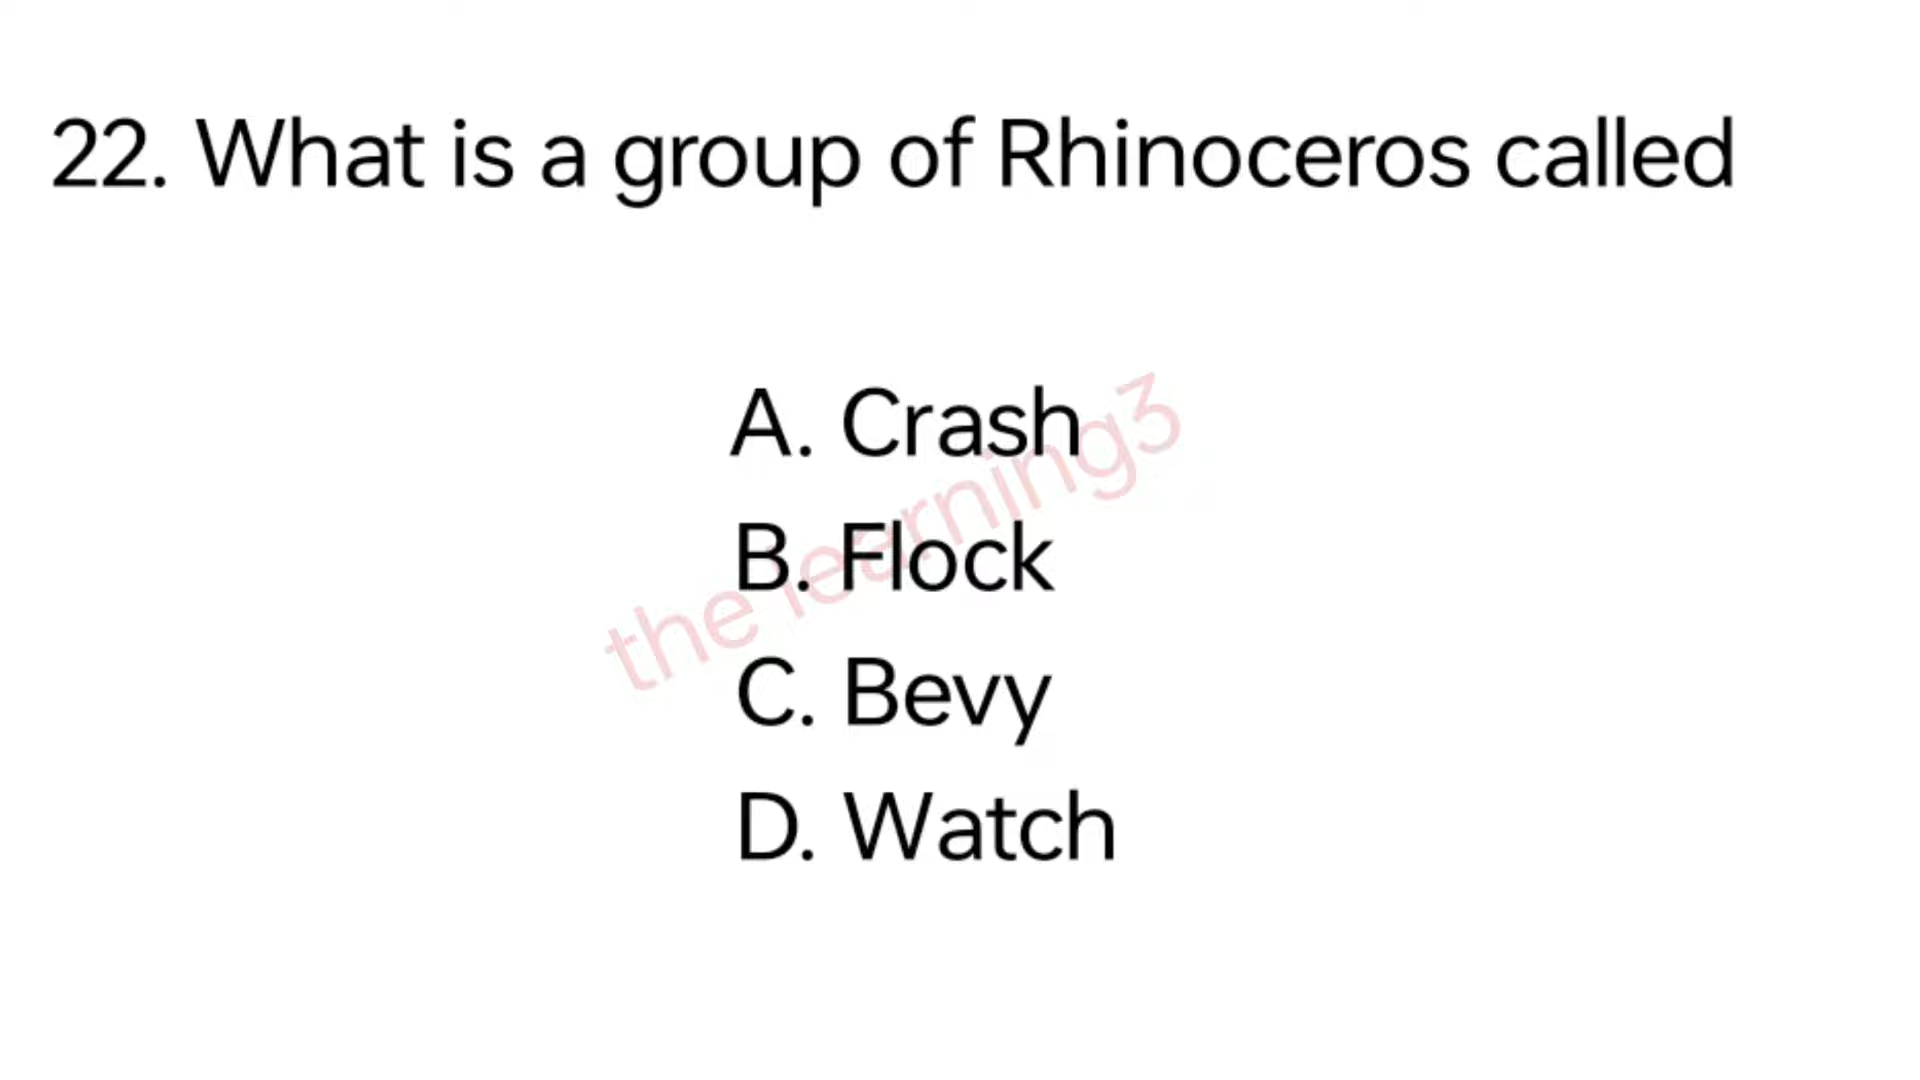 22. What is a group of Rhinoceros called
A. Crash
B. Flock
C. Bevy
D. Watch
the learning3